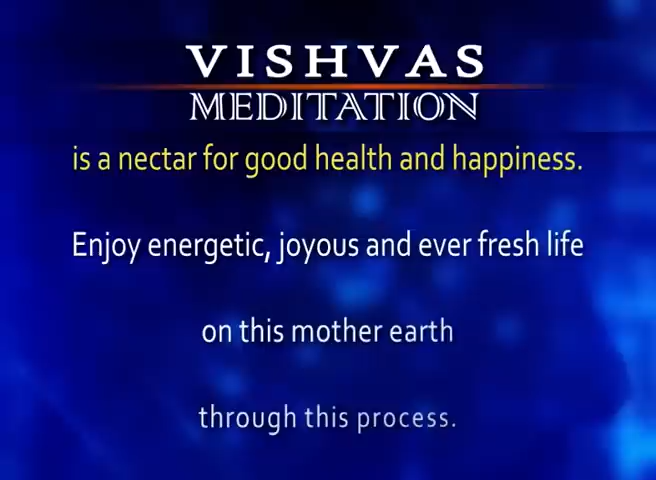 VISHVAS
MEDITATION
is a nectar for good health and happiness.
Enjoy energetic, joyous and ever fresh life
on this mother earth
through this process.